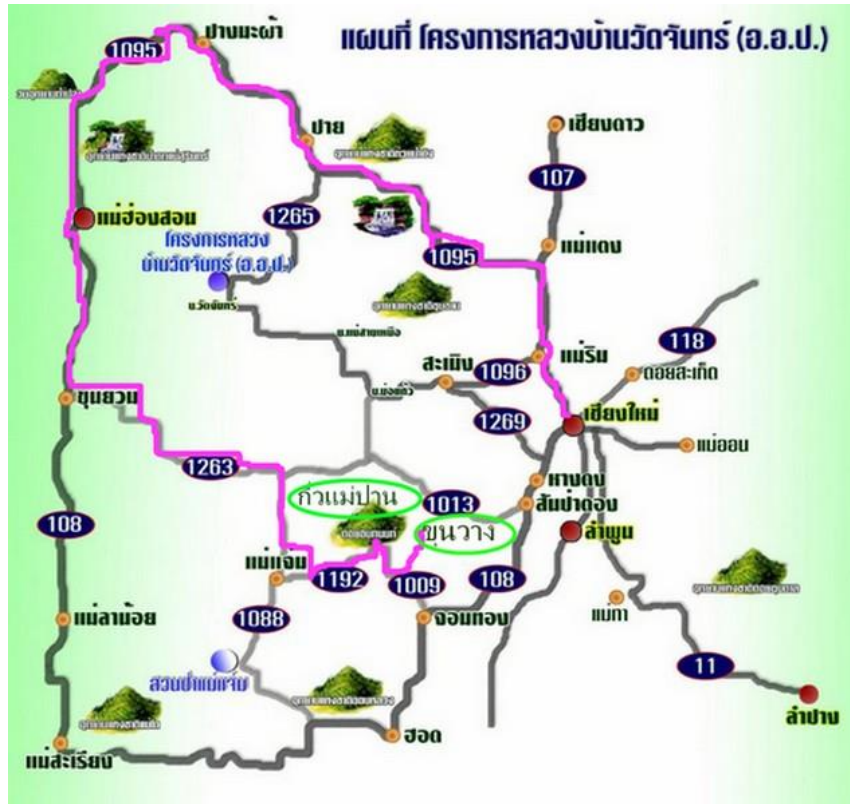 แผนที่ โครงการหลวงบ้านวัดจันทร์ (อ.อ.ป.)
1095
ปางมะผ้า
ปาย
เชียงดาว
107
แม่ฮ่องสอน
1265
โครงการหลวง
บ้านวัดจันทร์ (อ.อ.ป.)
1095
แม่แตง
บ.วัดจันทร์
118
สะเมิง
1096
แม่ริม
ดอยสะเก็ด
ขุนยวม
1269
เชียงใหม่
แม่ออน
1263
หางดง
กิ่วแม่ปาน
1013
สันป่าตอง
108
ขุนวาง
ลำพูน
แม่แจ่ม
1192
1009
108
แม่ลาน้อย
1088
จอมทอง
แม่ทา
สวนป่าแม่แจ่ม
11
ลำปาง
ฮอด
แม่สะเรียง